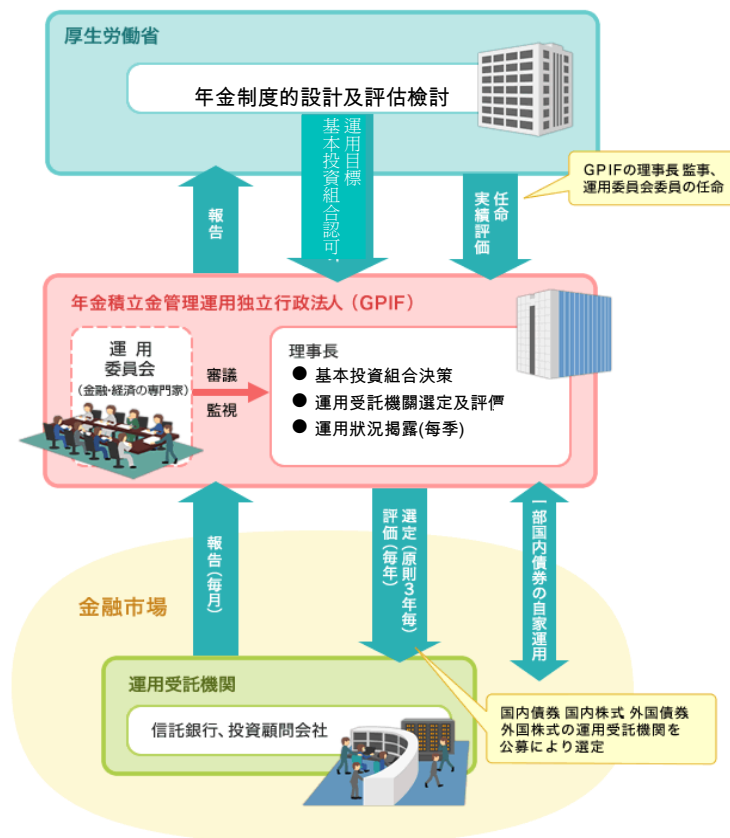 厚生労働省
年金制度的設計及評估檢討
運用目標
基本投資組合認可
GPIFの理事長 監事、
運用委員会委員の任命
報告
任命
実績評価
年金積立金管理運用独立行政法人（GPIF）
運 用
委員会
（金融・経済の専門家）
審議
監視
理事長
● 基本投資組合決策
● 運用受託機關選定及評價
● 運用狀況揭露(每季)
報告（毎月）
選定（原則３年毎）
評価（毎年）
一部国内債券の自家運用
金融市場
運用受託機関
信託銀行、投資顧問会社
国内債券 国内株式 外国債券
外国株式の運用受託機関を
公募により選定